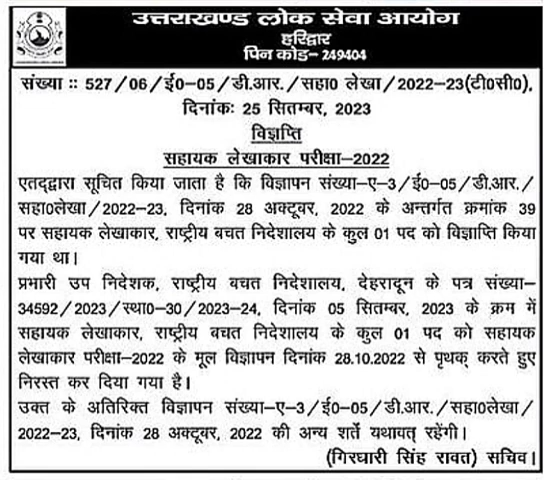 उत्तराखण्ड लोक सेवा आयोग
हरिद्वार
पिन कोड- 249404
संख्या :: 527/06/ई0-05/डी.आर./सहा0 लेखा/2022-23(टी0सी0),
दिनांकः 25 सितम्बर, 2023
विज्ञप्ति
सहायक लेखाकार परीक्षा-2022
एतद्द्वारा सूचित किया जाता है कि विज्ञापन संख्या-ए-3/ई0-05/डी.आर./
सहा0लेखा/2022-23, दिनांक 28 अक्टूबर, 2022 के अन्तर्गत क्रमांक 39
पर सहायक लेखाकार, राष्ट्रीय बचत निदेशालय के कुल 01 पद को विज्ञाप्ति किया
गया था।
प्रभारी उप निदेशक, राष्ट्रीय बचत निदेशालय, देहरादून के पत्र संख्या-
34592/2023/स्था0-30/2023-24, दिनांक 05 सितम्बर, 2023 के क्रम में
सहायक लेखाकार, राष्ट्रीय बचत निदेशालय के कुल 01 पद को सहायक
लेखाकार परीक्षा-2022 के मूल विज्ञापन दिनांक 28.10.2022 से पृथक् करते हुए
निरस्त कर दिया गया है।
उक्त के अतिरिक्त विज्ञापन संख्या-ए-3/ई0-05/डी.आर./सहा0लेखा/
2022-23, दिनांक 28 अक्टूबर, 2022 की अन्य शर्ते यथावत् रहेंगी।
(गिरधारी सिंह रावत) सचिव।